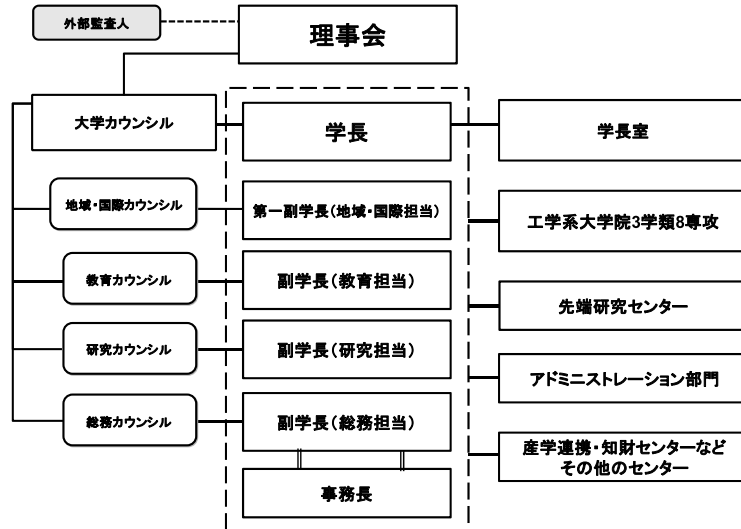 外部監査人
理事会
大学カウンシル
学長
学長室
地域・国際カウンシル
第一副学長(地域・国際担当)
工学系大学院3学類8専攻
教育カウンシル
副学長(教育担当)
先端研究センター
研究カウンシル
副学長(研究担当)
アドミニストレーション部門
総務カウンシル
副学長(総務担当)
産学連携・知財センターなど
その他のセンター
事務長